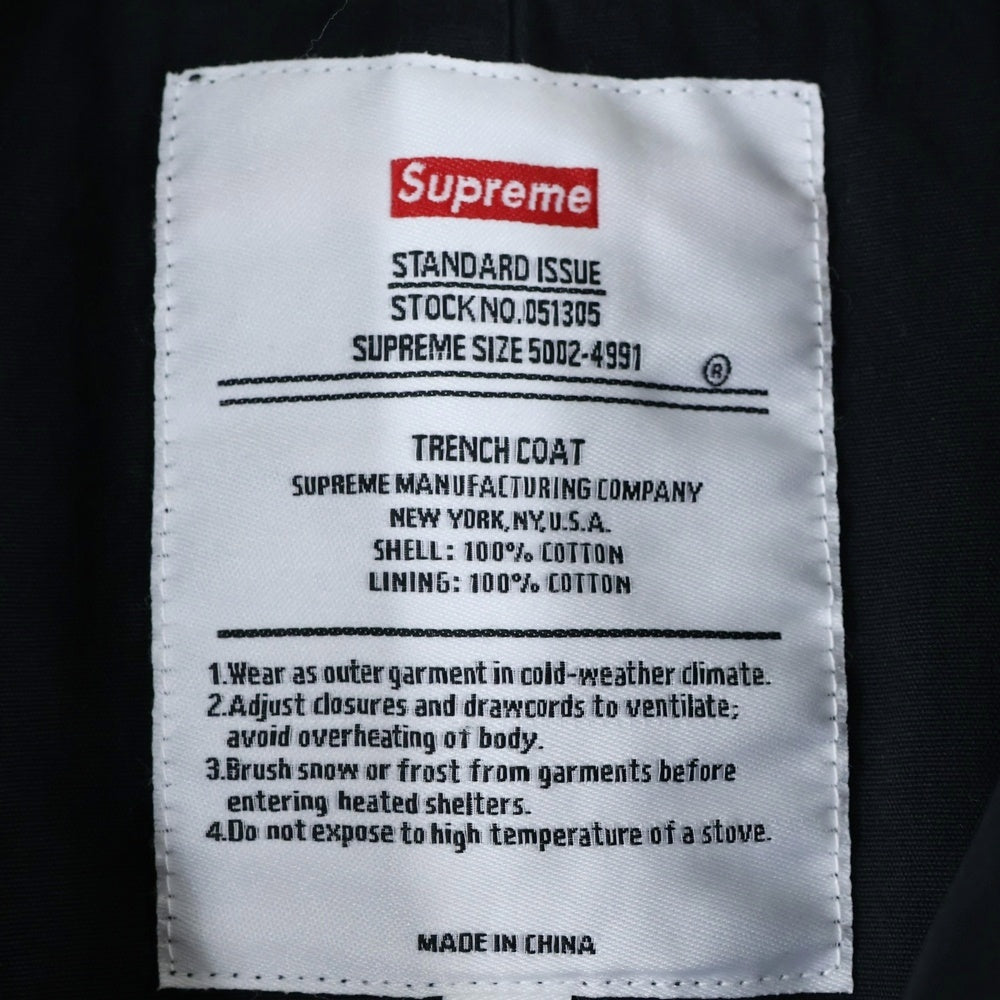 Supreme
STANDARD ISSUE
STOCK NO. 051305
SUPREME SIZE 5002-4991
®
TRENCH COAT
SUPREME MANUFACTURING COMPANY
NEW YORK, NY, U.S.A.
SHELL: 100% COTTON
LINING: 100% COTTON
1.Wear as outer garment in cold-weather climate.
2.Adjust closures and drawcords to ventilate;
avoid overheating of body.
3.Brush snow or frost from garments before
entering heated shelters.
4.Do not expose to high temperature of a stove.
MADE IN CHINA